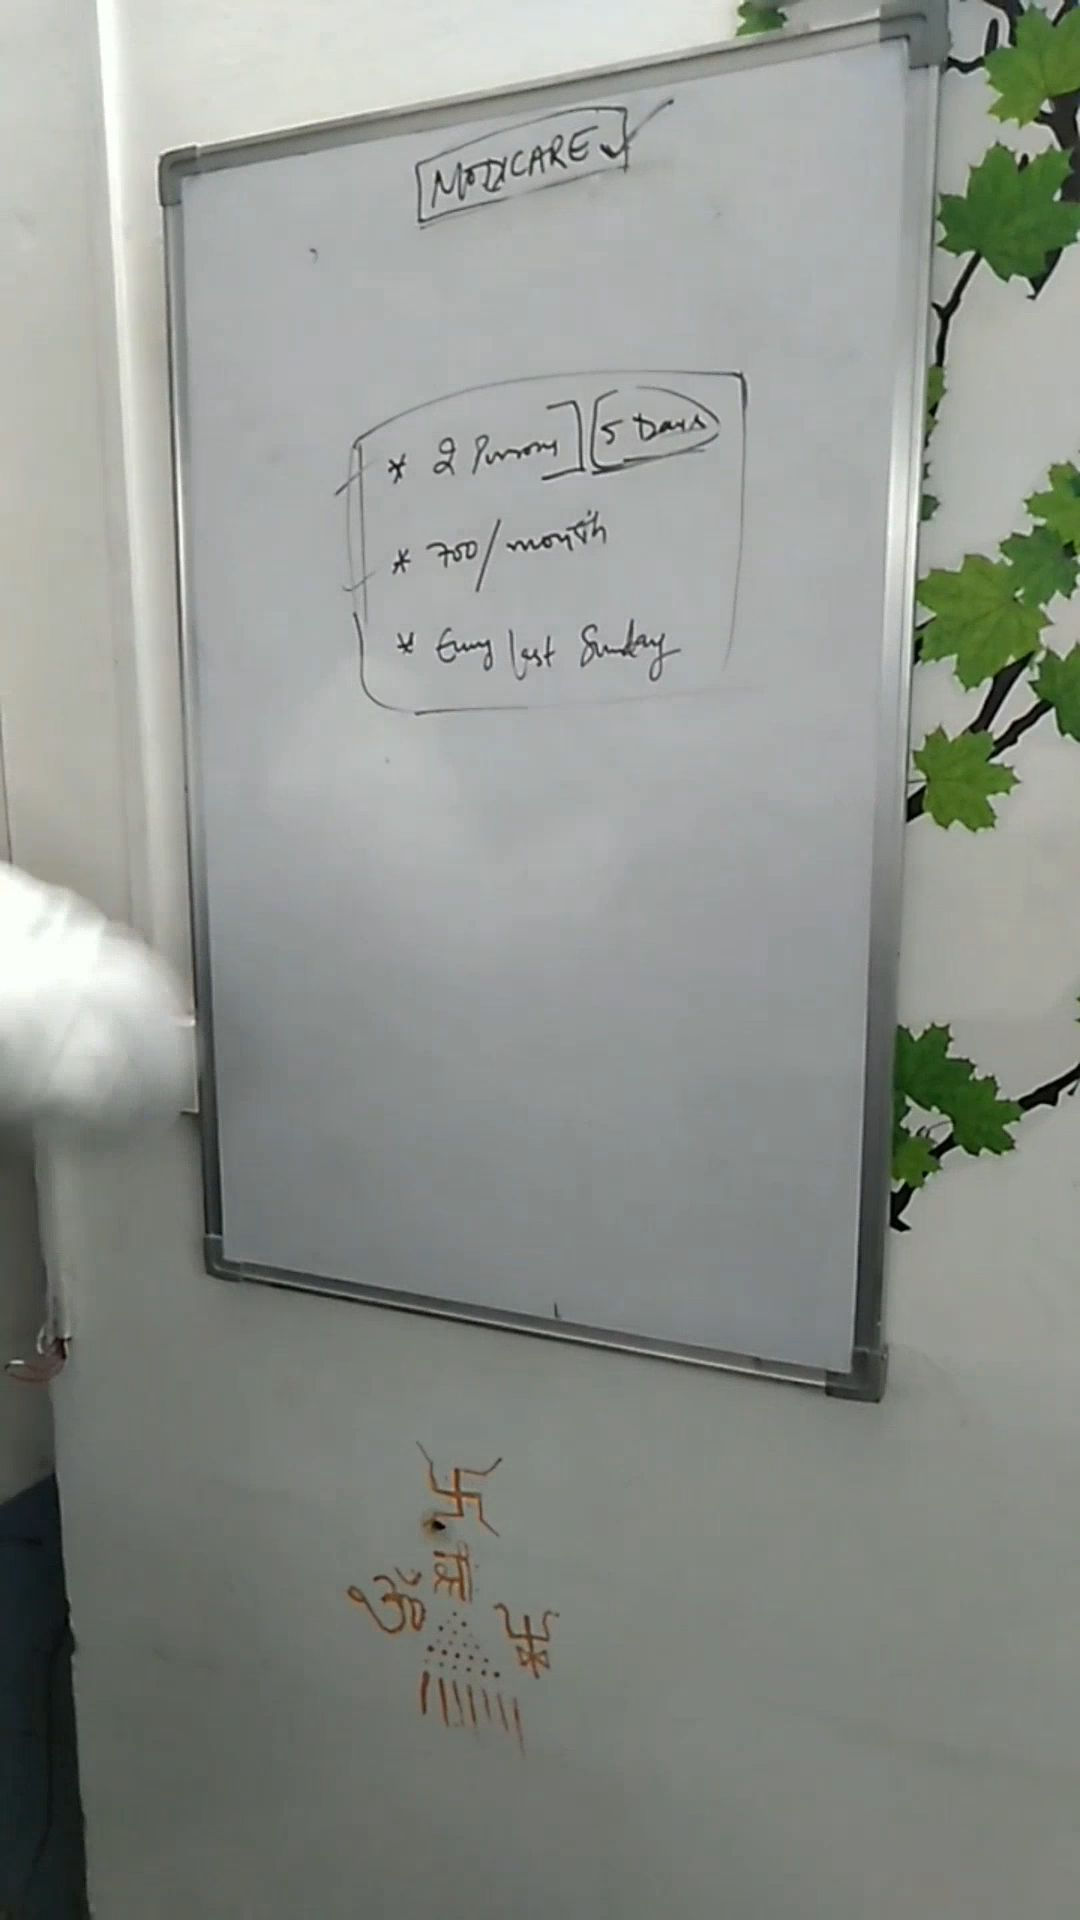 MODICARE
* 2 Persons] [5 Days
* 700/month
* Every last Sunday
श्री
ॐ